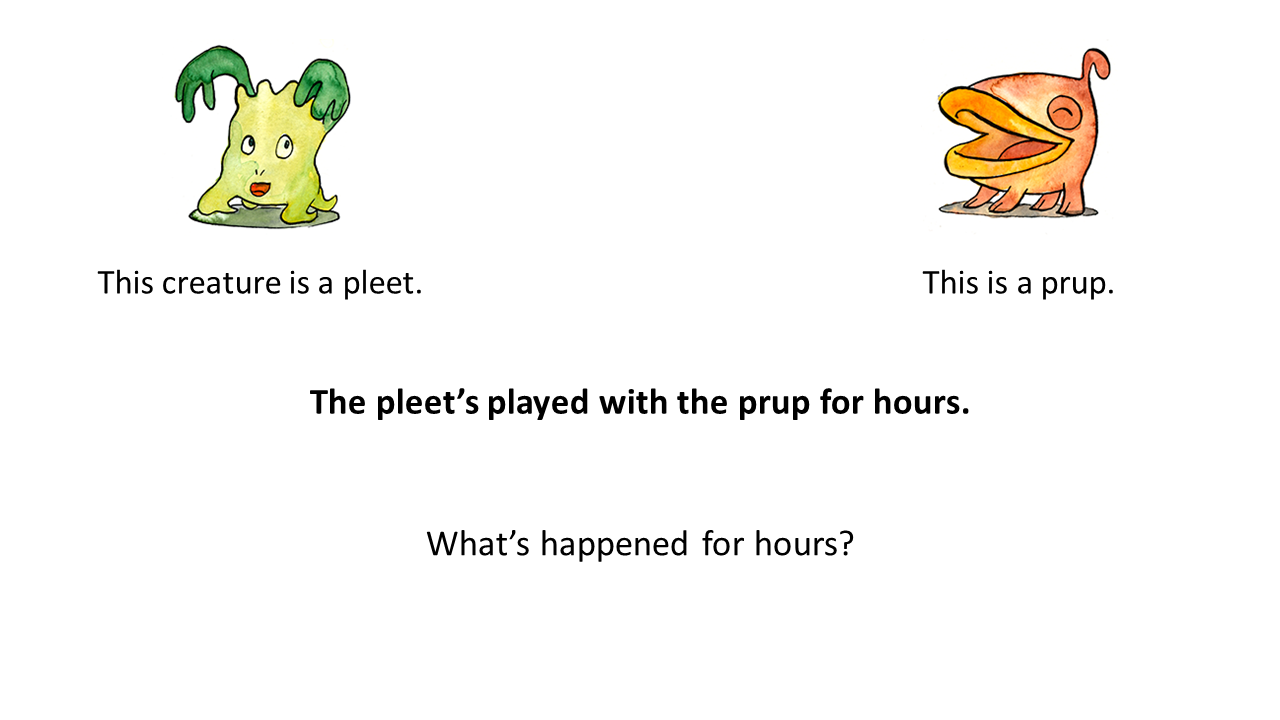 This creature is a pleet.
This is a prup.
The pleet’s played with the prup for hours.
What’s happened for hours?